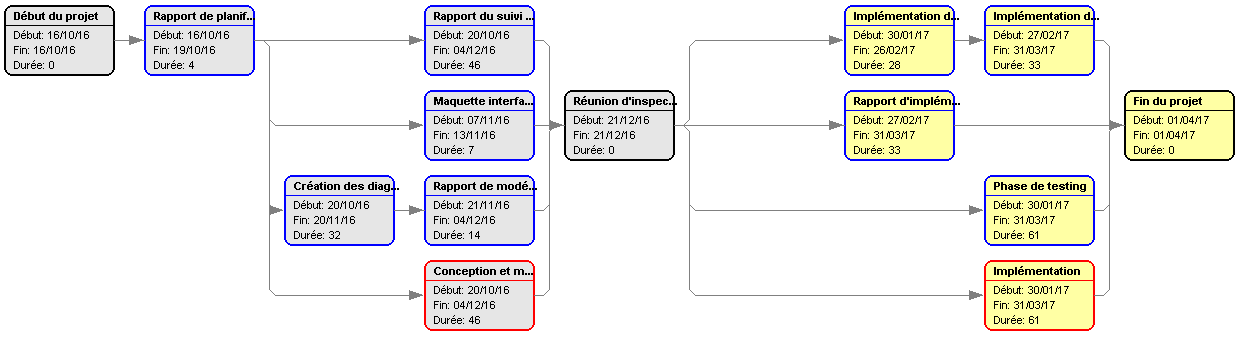 Début du projet
Début: 16/10/16
Fin: 16/10/16
Durée: 0
Rapport de planif...
Début: 16/10/16
Fin: 19/10/16
Durée: 4
Rapport du suivi ...
Début: 20/10/16
Fin: 04/12/16
Durée: 46
Implémentation d...
Début: 30/01/17
Fin: 26/02/17
Durée: 28
Implémentation d...
Début: 27/02/17
Fin: 31/03/17
Durée: 33
Maquette interfa...
Début: 07/11/16
Fin: 13/11/16
Durée: 7
Réunion d'inspec...
Début: 21/12/16
Fin: 21/12/16
Durée: 0
Rapport d'implém...
Début: 27/02/17
Fin: 31/03/17
Durée: 33
Fin du projet
Début: 01/04/17
Fin: 01/04/17
Durée: 0
Création des diag...
Début: 20/10/16
Fin: 20/11/16
Durée: 32
Rapport de modé...
Début: 21/11/16
Fin: 04/12/16
Durée: 14
Phase de testing
Début: 30/01/17
Fin: 31/03/17
Durée: 61
Conception et m...
Début: 20/10/16
Fin: 04/12/16
Durée: 46
Implémentation
Début: 30/01/17
Fin: 31/03/17
Durée: 61